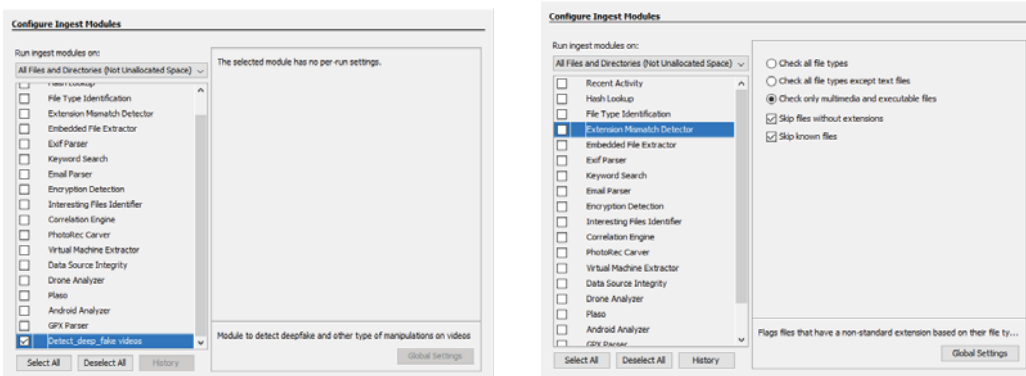 Configure Ingest Modules
Run ingest modules on:
All Files and Directories (Not Unallocated Space)
Hash Lookup
File Type Identification
Extension Mismatch Detector
Embedded File Extractor
Exif Parser
Keyword Search
Email Parser
Encryption Detection
Interesting Files Identifier
Correlation Engine
PhotoRec Carver
Virtual Machine Extractor
Data Source Integrity
Drone Analyzer
Plaso
Android Analyzer
GPX Parser
Detect_deep_fake videos
Select All Deselect All History
The selected module has no per-run settings.
Module to detect deepfake and other type of manipulations on videos
Global Settings
Configure Ingest Modules
Run ingest modules on:
All Files and Directories (Not Unallocated Space)
Recent Activity
Hash Lookup
File Type Identification
Extension Mismatch Detector
Embedded File Extractor
Exif Parser
Keyword Search
Email Parser
Encryption Detection
Interesting Files Identifier
Correlation Engine
PhotoRec Carver
Virtual Machine Extractor
Data Source Integrity
Drone Analyzer
Plaso
Android Analyzer
GPX Parser
Select All Deselect All History
Check all file types
Check all file types except text files
Check only multimedia and executable files
Skip files without extensions
Skip known files
Flags files that have a non-standard extension based on their file ty...
Global Settings